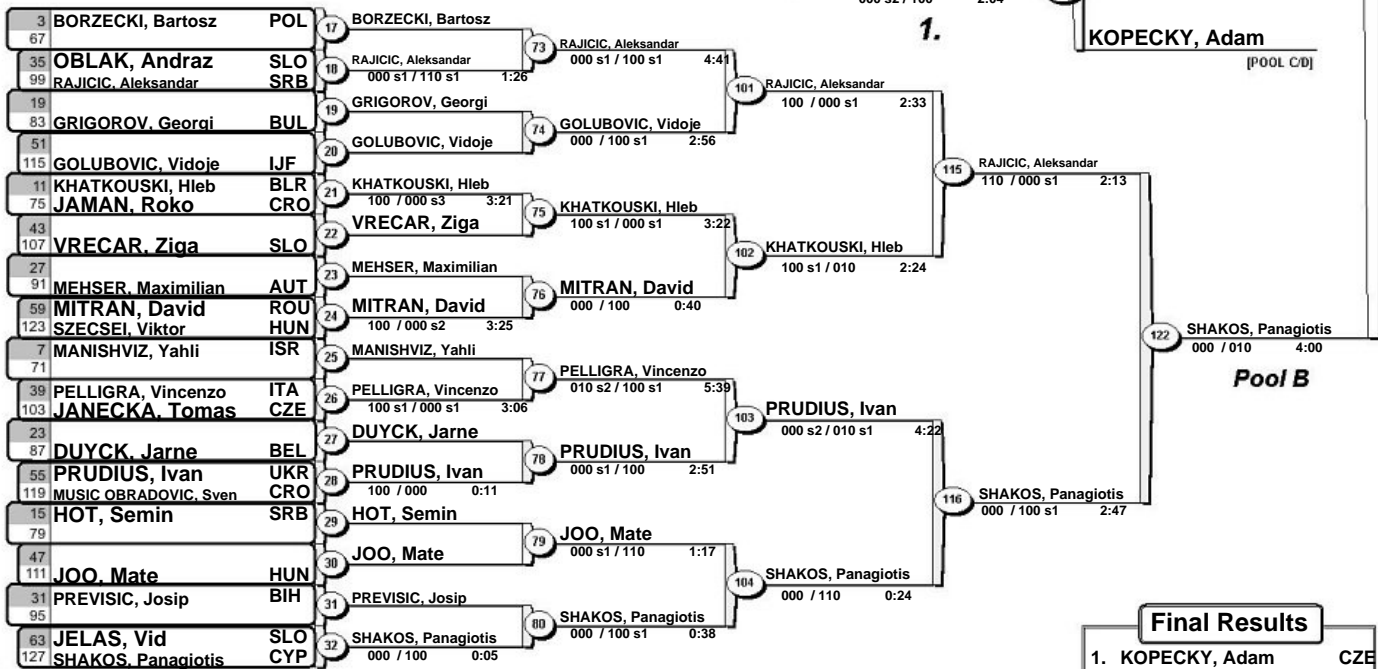 3 BORZECKI, Bartosz POL
67
35 OBLAK, Andraz SLO
99 RAJICIC, Aleksandar SRB
19
83 GRIGOROV, Georgi BUL
51
115 GOLUBOVIC, Vidoje IJF
11 KHATKOUSKI, Hleb BLR
75 JAMAN, Roko CRO
43
107 VRECAR, Ziga SLO
27
91 MEHSER, Maximilian AUT
59 MITRAN, David ROU
123 SZECSEI, Viktor HUN
7 MANISHVIZ, Yahli ISR
71
39 PELLIGRA, Vincenzo ITA
103 JANECKA, Tomas CZE
23
87 DUYCK, Jarne BEL
55 PRUDIUS, Ivan UKR
119 MUSIC OBRADOVIC, Sven CRO
15 HOT, Semin SRB
79
47
111 JOO, Mate HUN
31 PREVISIC, Josip BIH
95
63 JELAS, Vid SLO
127 SHAKOS, Panagiotis CYP
17 BORZECKI, Bartosz
18 RAJICIC, Aleksandar
000 s1 / 110 s1 1:26
19 GRIGOROV, Georgi
20 GOLUBOVIC, Vidoje
21 KHATKOUSKI, Hleb
100 / 000 s3 3:21
22 VRECAR, Ziga
23 MEHSER, Maximilian
24 MITRAN, David
100 / 000 s2 3:25
25 MANISHVIZ, Yahli
26 PELLIGRA, Vincenzo
100 s1 / 000 s1 3:06
27 DUYCK, Jarne
28 PRUDIUS, Ivan
100 / 000 0:11
29 HOT, Semin
30 JOO, Mate
31 PREVISIC, Josip
32 SHAKOS, Panagiotis
000 / 100 0:05
73 RAJICIC, Aleksandar
000 s1 / 100 s1 4:41
74 GOLUBOVIC, Vidoje
000 / 100 s1 2:56
75 KHATKOUSKI, Hleb
100 s1 / 000 s1 3:22
76 MITRAN, David
000 / 100 0:40
77 PELLIGRA, Vincenzo
010 s2 / 100 s1 5:39
78 PRUDIUS, Ivan
000 s1 / 100 2:51
79 JOO, Mate
000 s1 / 110 1:17
80 SHAKOS, Panagiotis
000 / 100 s1 0:38
101 RAJICIC, Aleksandar
100 / 000 s1 2:33
102 KHATKOUSKI, Hleb
100 s1 / 010 2:24
103 PRUDIUS, Ivan
000 s2 / 010 s1 4:22
104 SHAKOS, Panagiotis
000 / 110 0:24
115 RAJICIC, Aleksandar
110 / 000 s1 2:13
116 SHAKOS, Panagiotis
000 / 100 s1 2:47
122 SHAKOS, Panagiotis
000 / 010 4:00
Pool B
1.
KOPECKY, Adam
[POOL C/D]
Final Results
1. KOPECKY, Adam CZE